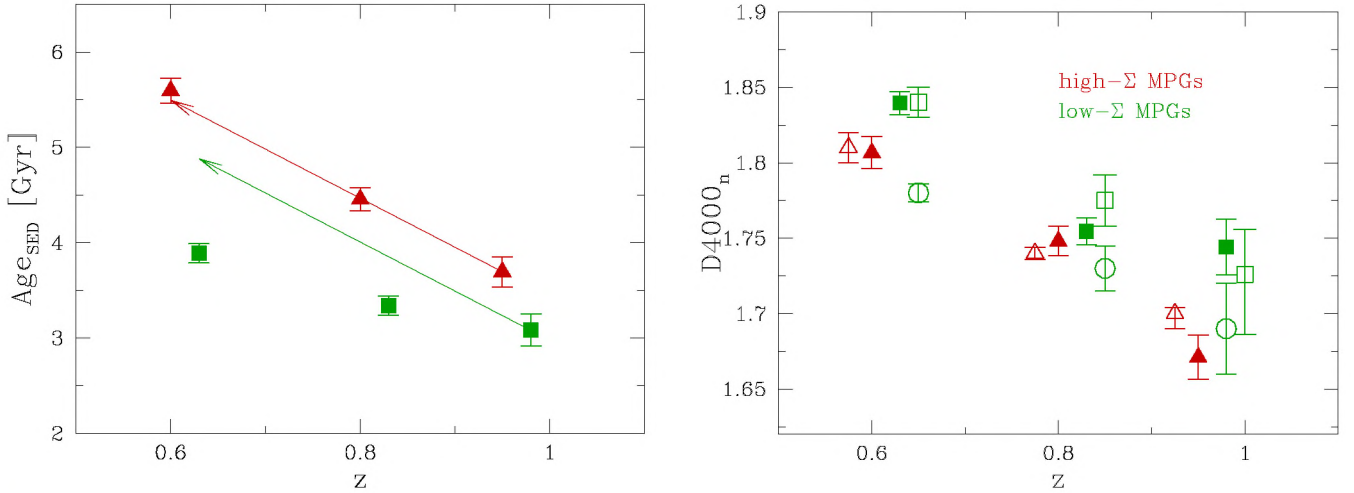 6
5
4
3
2
Age_SED [Gyr]
0.6
0.8
1
z
1.9
1.85
1.8
1.75
1.7
1.65
D4000_n
high−Σ MPGs
low−Σ MPGs
0.6
0.8
1
z